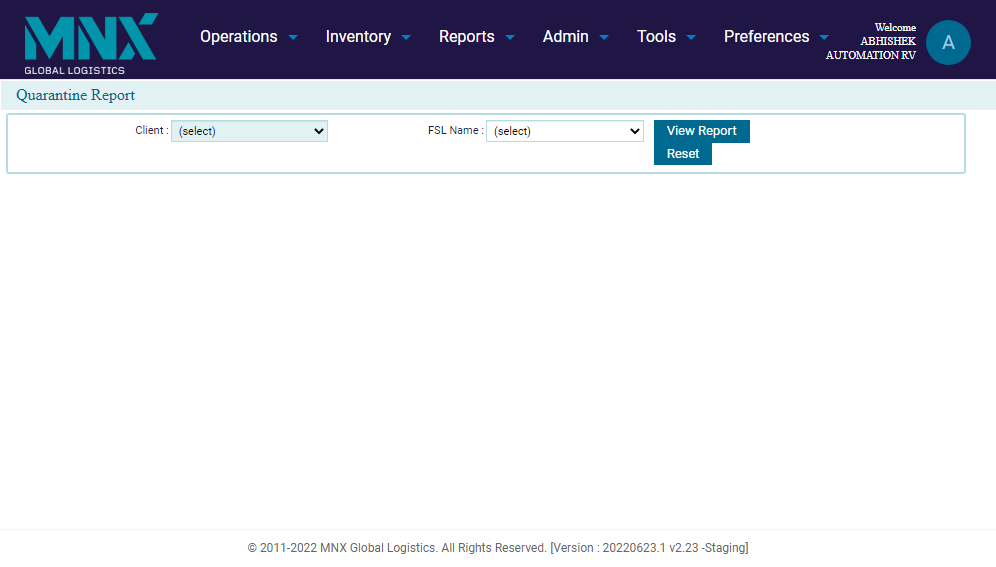 MNX
GLOBAL LOGISTICS
Operations Inventory Reports Admin Tools Preferences
Welcome
ABHISHEK
AUTOMATION RV
A
Quarantine Report
Client : (select) FSL Name : (select) View Report
Reset
© 2011-2022 MNX Global Logistics. All Rights Reserved. [Version : 20220623.1 v2.23 -Staging]